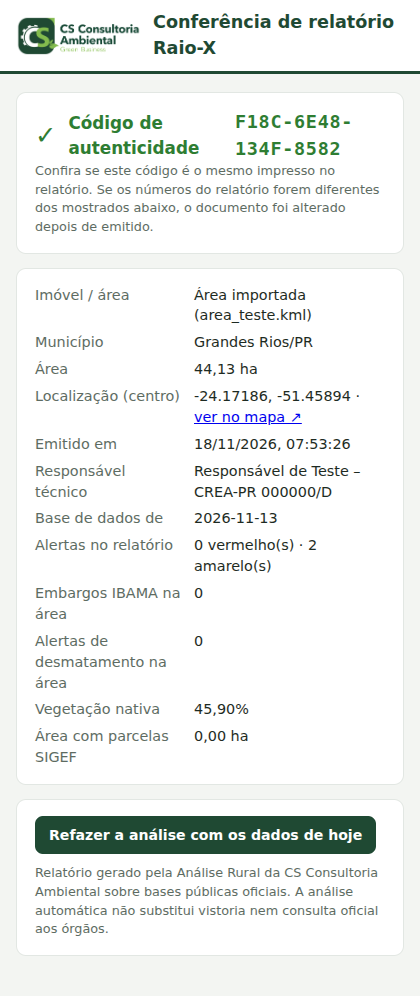 CS Consultoria
Ambiental
Green Business
Conferência de relatório
Raio-X
✓ Código de
autenticidade
F18C-6E48-
134F-8582
Confira se este código é o mesmo impresso no
relatório. Se os números do relatório forem diferentes
dos mostrados abaixo, o documento foi alterado
depois de emitido.
Imóvel / área
Área importada
(area_teste.kml)
Município
Grandes Rios/PR
Área
44,13 ha
Localização (centro)
-24.17186, -51.45894 ·
ver no mapa ↗
Emitido em
18/11/2026, 07:53:26
Responsável
técnico
Responsável de Teste –
CREA-PR 000000/D
Base de dados de
2026-11-13
Alertas no relatório
0 vermelho(s) · 2
amarelo(s)
Embargos IBAMA na
área
0
Alertas de
desmatamento na
área
0
Vegetação nativa
45,90%
Área com parcelas
SIGEF
0,00 ha
Refazer a análise com os dados de hoje
Relatório gerado pela Análise Rural da CS Consultoria
Ambiental sobre bases públicas oficiais. A análise
automática não substitui vistoria nem consulta oficial
aos órgãos.